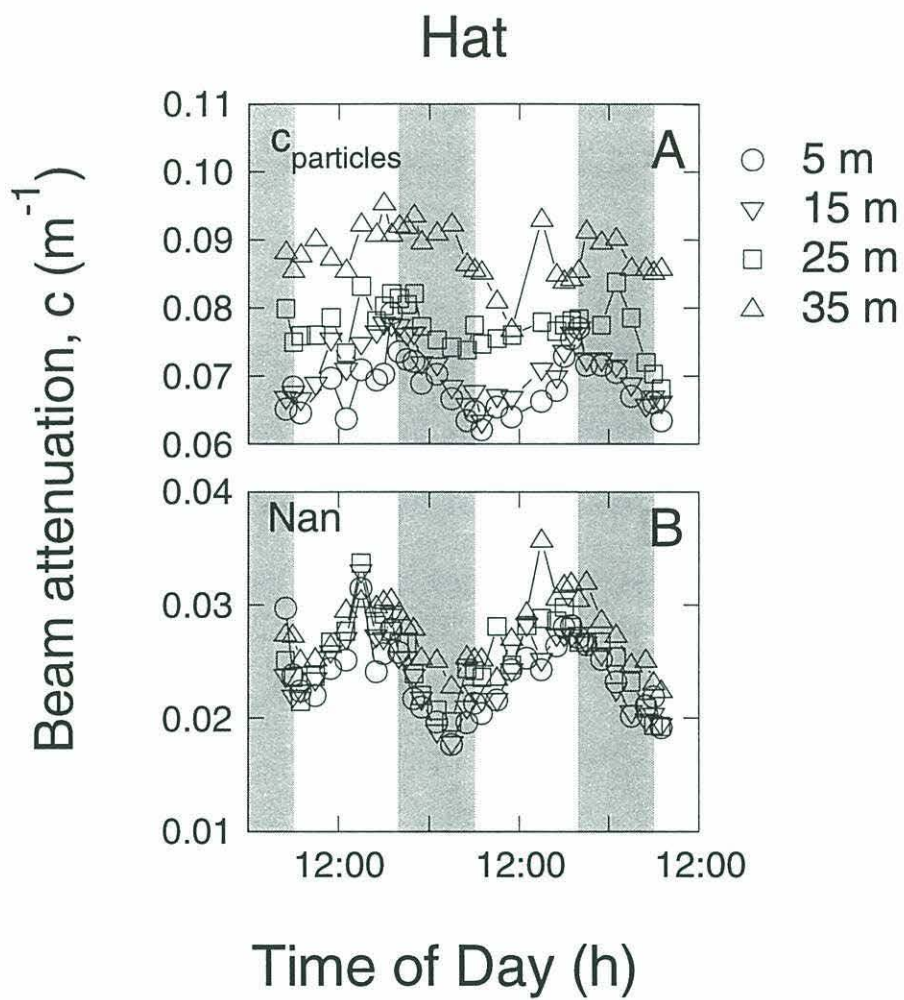 Hat
Beam attenuation, c (m⁻¹)
0.11
0.10
0.09
0.08
0.07
0.06
c particles
A
5 m
15 m
25 m
35 m
0.04
0.03
0.02
0.01
Nan
B
12:00 12:00 12:00
Time of Day (h)